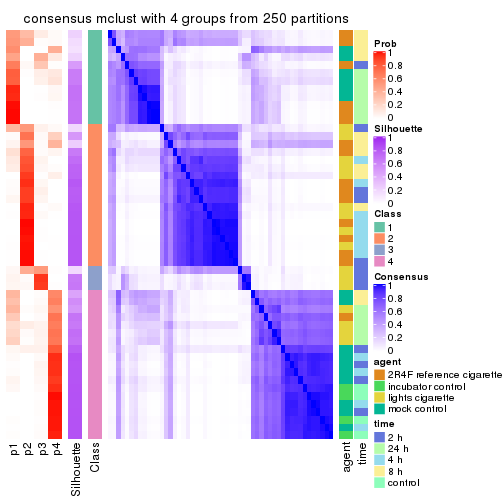 consensus mclust with 4 groups from 250 partitions
Prob
1
0.8
0.6
0.4
0.2
0
Silhouette
1
0.8
0.6
0.4
0.2
0
Class
1
2
3
4
Consensus
1
0.8
0.6
0.4
0.2
0
agent
2R4F reference cigarette
incubator control
lights cigarette
mock control
time
2 h
24 h
4 h
8 h
control
p1
p2
p3
p4
Silhouette
Class
agent
time